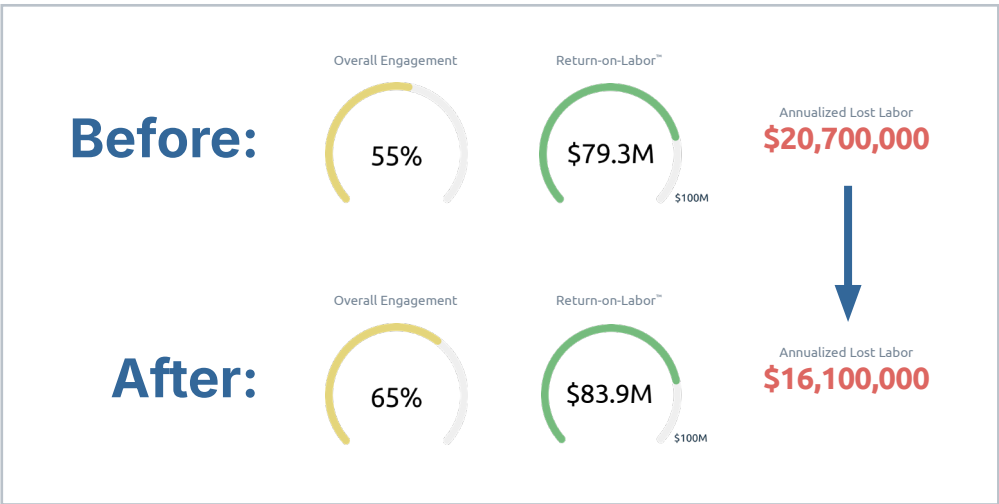 Overall Engagement
Return-on-Labor™
Annualized Lost Labor
Before:
55%
$79.3M
$20,700,000
$100M
Overall Engagement
Return-on-Labor™
Annualized Lost Labor
After:
65%
$83.9M
$16,100,000
$100M